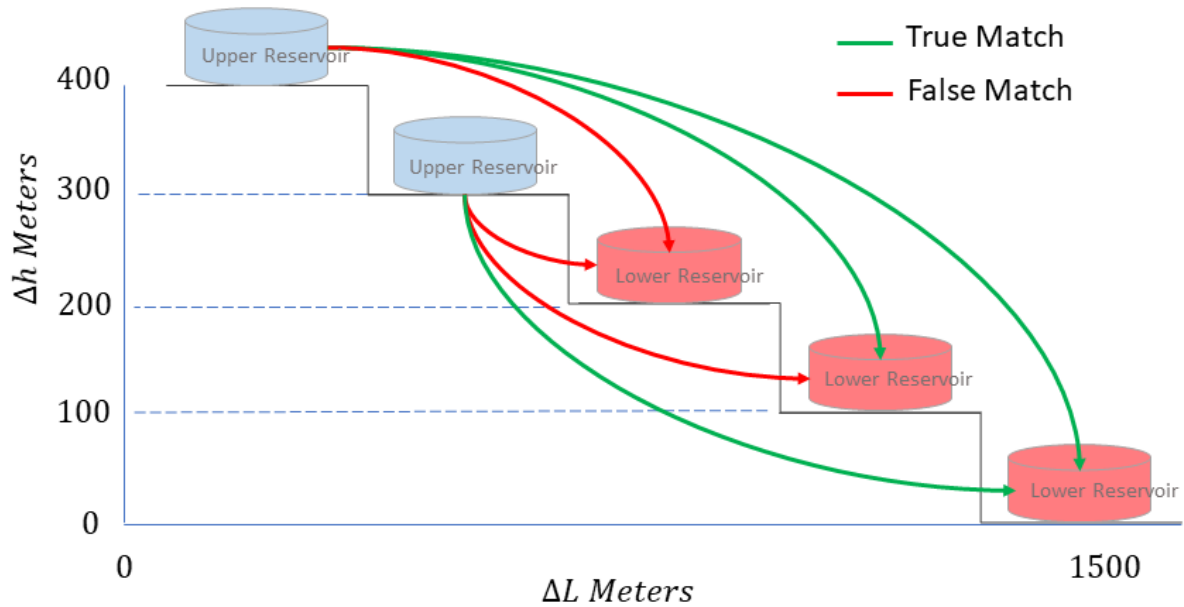 True Match
False Match
Upper Reservoir
400
Upper Reservoir
300
Lower Reservoir
200
Lower Reservoir
100
Lower Reservoir
0
Δh Meters
0
1500
ΔL Meters